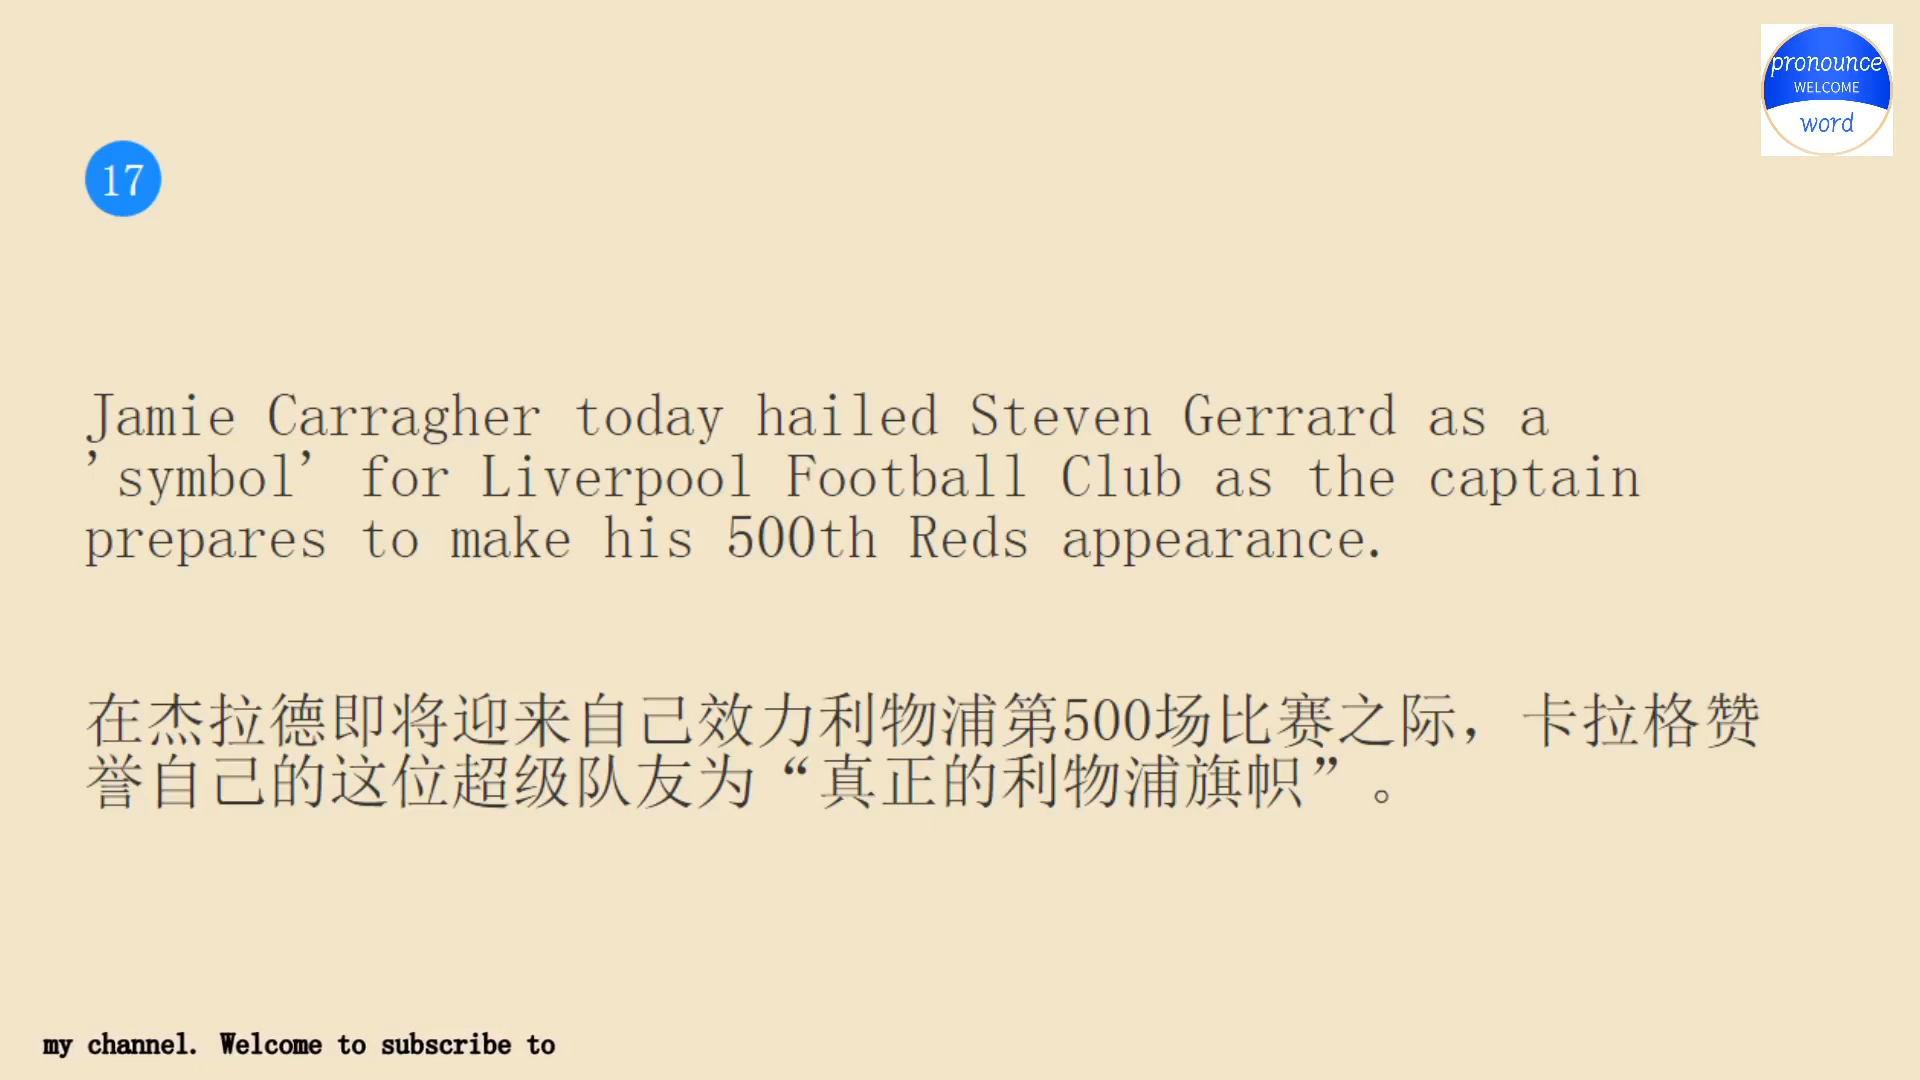 pronounce
WELCOME
word
17
Jamie Carragher today hailed Steven Gerrard as a
'symbol' for Liverpool Football Club as the captain
prepares to make his 500th Reds appearance.
在杰拉德即将迎来自己效力利物浦第500场比赛之际，卡拉格赞
誉自己的这位超级队友为“真正的利物浦旗帜”。
my channel. Welcome to subscribe to